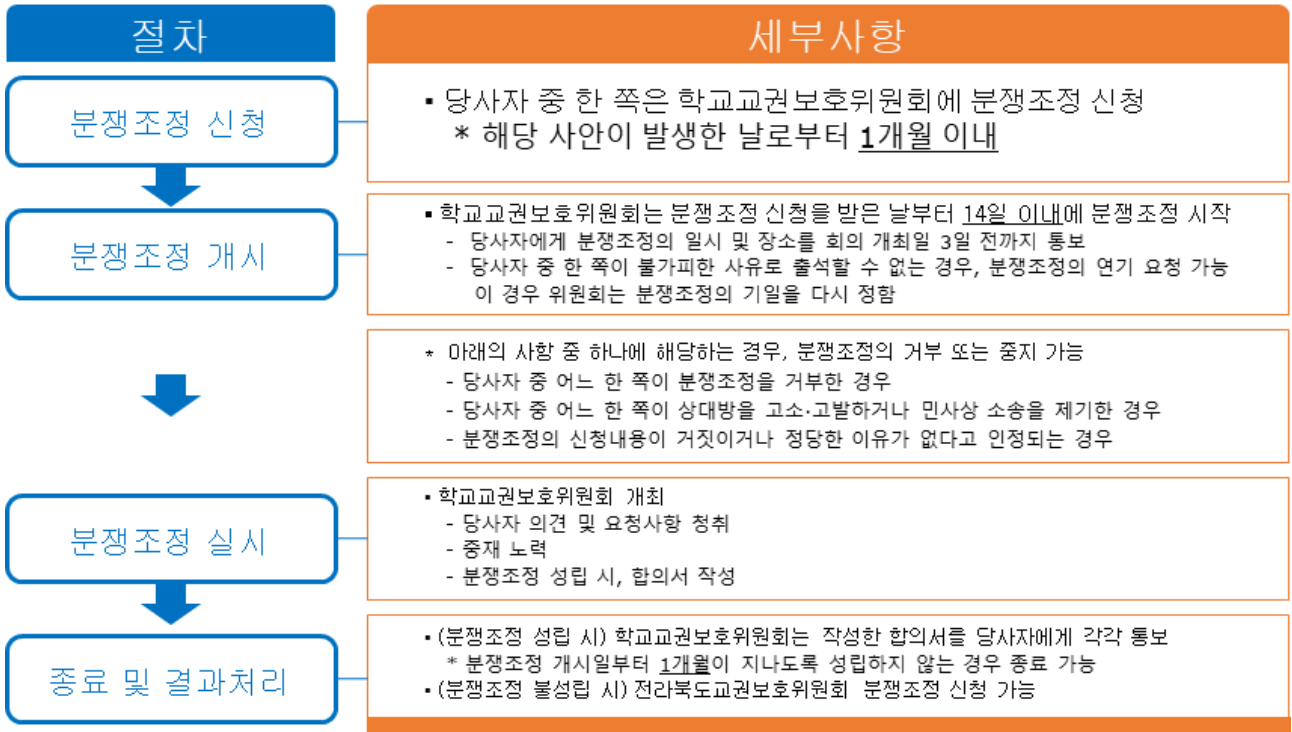 절차
세부사항
분쟁조정 신청
▪ 당사자 중 한 쪽은 학교교권보호위원회에 분쟁조정 신청
* 해당 사안이 발생한 날로부터 1개월 이내
분쟁조정 개시
▪ 학교교권보호위원회는 분쟁조정 신청을 받은 날부터 14일 이내에 분쟁조정 시작
- 당사자에게 분쟁조정의 일시 및 장소를 회의 개최일 3일 전까지 통보
- 당사자 중 한 쪽이 불가피한 사유로 출석할 수 없는 경우, 분쟁조정의 연기 요청 가능
이 경우 위원회는 분쟁조정의 기일을 다시 정함
* 아래의 사항 중 하나에 해당하는 경우, 분쟁조정의 거부 또는 중지 가능
- 당사자 중 어느 한 쪽이 분쟁조정을 거부한 경우
- 당사자 중 어느 한 쪽이 상대방을 고소·고발하거나 민사상 소송을 제기한 경우
- 분쟁조정의 신청내용이 거짓이거나 정당한 이유가 없다고 인정되는 경우
분쟁조정 실시
▪ 학교교권보호위원회 개최
- 당사자 의견 및 요청사항 청취
- 중재 노력
- 분쟁조정 성립 시, 합의서 작성
종료 및 결과처리
▪ (분쟁조정 성립 시) 학교교권보호위원회는 작성한 합의서를 당사자에게 각각 통보
* 분쟁조정 개시일부터 1개월이 지나도록 성립하지 않는 경우 종료 가능
▪ (분쟁조정 불성립 시) 전라북도교권보호위원회 분쟁조정 신청 가능